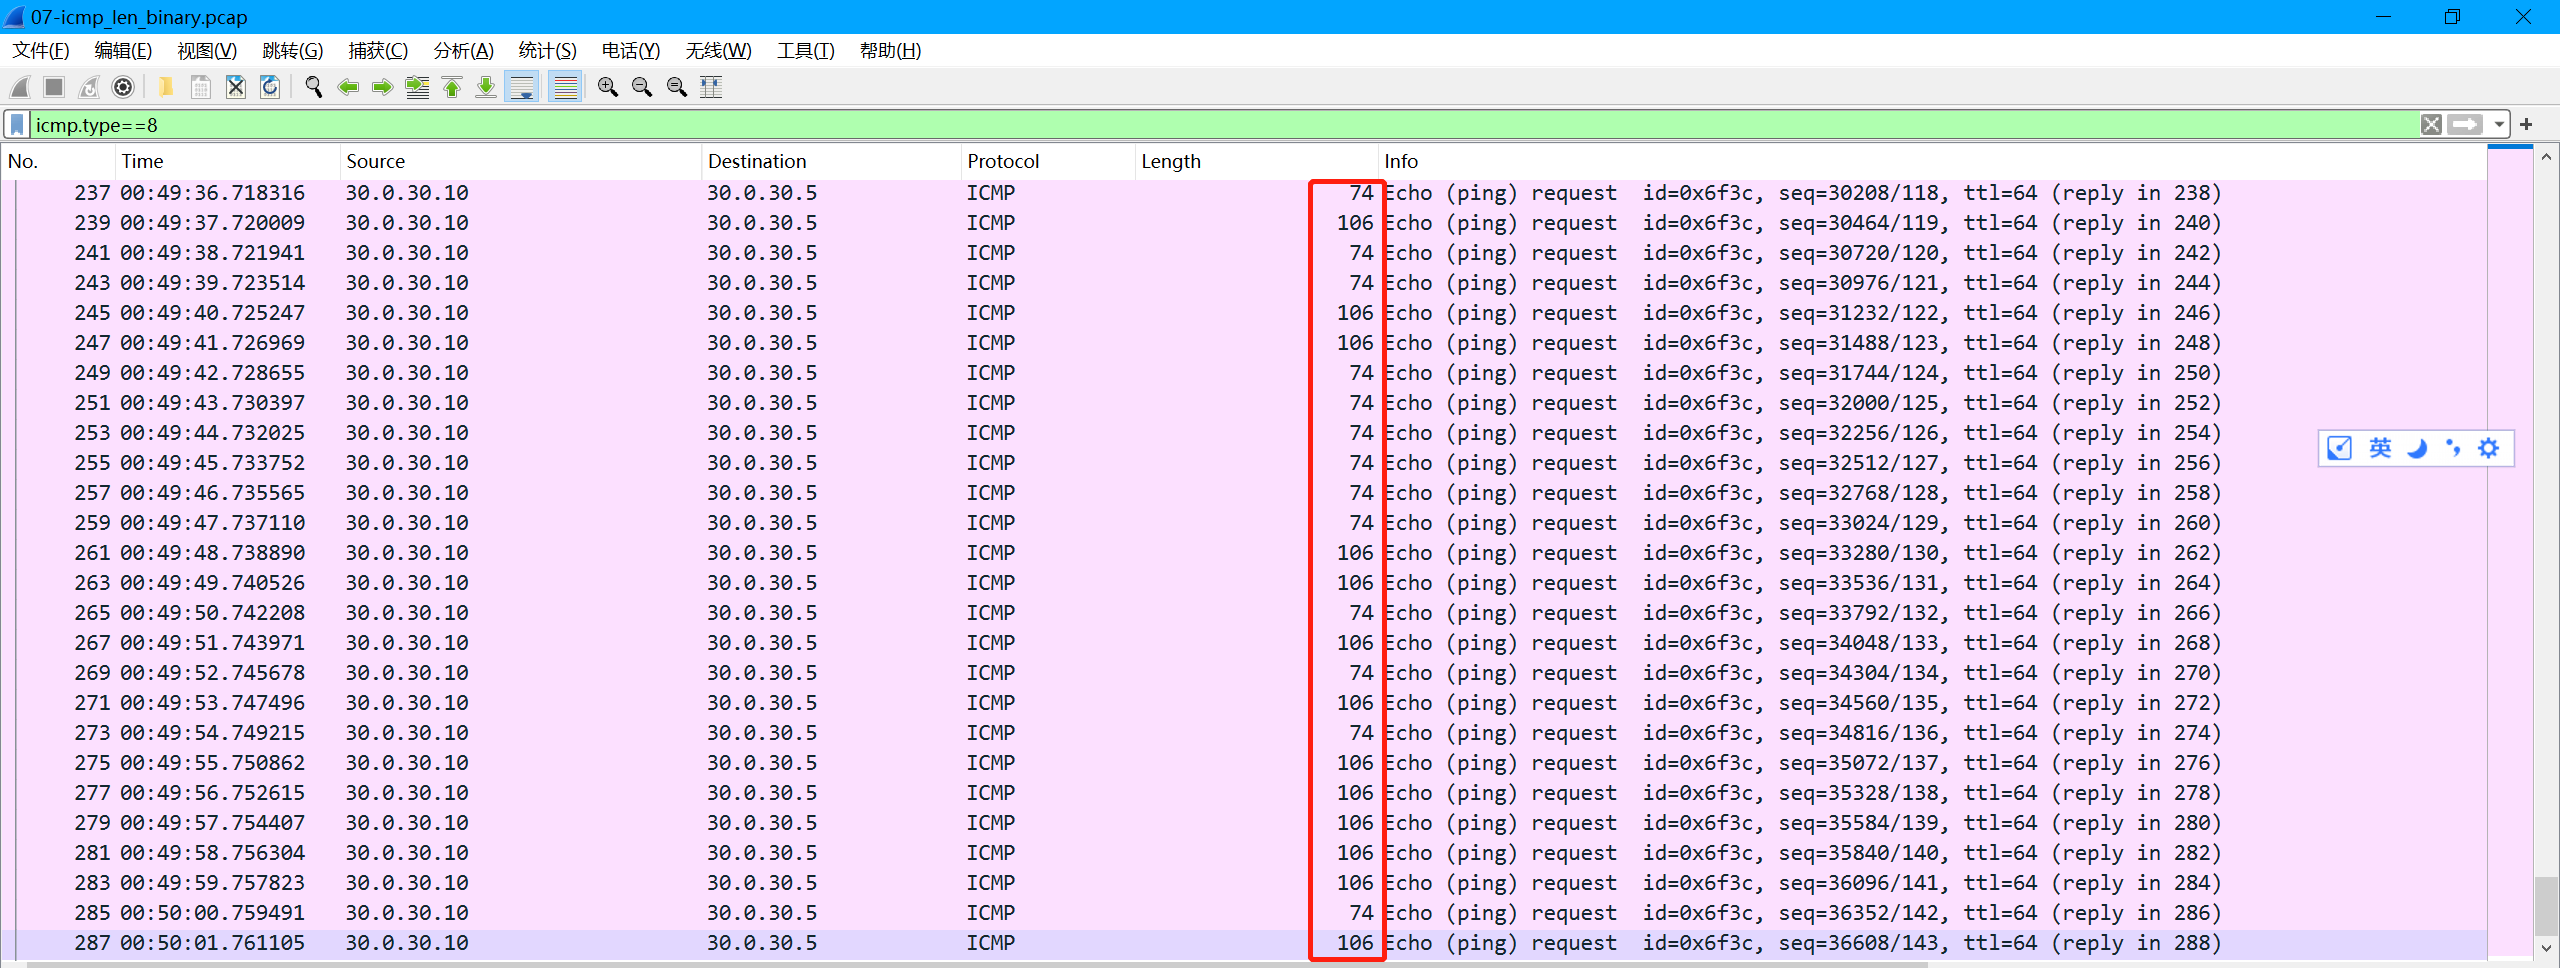 07-icmp_len_binary.pcap
文件(F) 编辑(E) 视图(V) 跳转(G) 捕获(C) 分析(A) 统计(S) 电话(Y) 无线(W) 工具(T) 帮助(H)
icmp.type==8
No. Time Source Destination Protocol Length Info
237 00:49:36.718316 30.0.30.10 30.0.30.5 ICMP 74 Echo (ping) request id=0x6f3c, seq=30208/118, ttl=64 (reply in 238)
239 00:49:37.720009 30.0.30.10 30.0.30.5 ICMP 106 Echo (ping) request id=0x6f3c, seq=30464/119, ttl=64 (reply in 240)
241 00:49:38.721941 30.0.30.10 30.0.30.5 ICMP 74 Echo (ping) request id=0x6f3c, seq=30720/120, ttl=64 (reply in 242)
243 00:49:39.723514 30.0.30.10 30.0.30.5 ICMP 74 Echo (ping) request id=0x6f3c, seq=30976/121, ttl=64 (reply in 244)
245 00:49:40.725247 30.0.30.10 30.0.30.5 ICMP 106 Echo (ping) request id=0x6f3c, seq=31232/122, ttl=64 (reply in 246)
247 00:49:41.726969 30.0.30.10 30.0.30.5 ICMP 106 Echo (ping) request id=0x6f3c, seq=31488/123, ttl=64 (reply in 248)
249 00:49:42.728655 30.0.30.10 30.0.30.5 ICMP 74 Echo (ping) request id=0x6f3c, seq=31744/124, ttl=64 (reply in 250)
251 00:49:43.730397 30.0.30.10 30.0.30.5 ICMP 74 Echo (ping) request id=0x6f3c, seq=32000/125, ttl=64 (reply in 252)
253 00:49:44.732025 30.0.30.10 30.0.30.5 ICMP 74 Echo (ping) request id=0x6f3c, seq=32256/126, ttl=64 (reply in 254)
英
255 00:49:45.733752 30.0.30.10 30.0.30.5 ICMP 74 Echo (ping) request id=0x6f3c, seq=32512/127, ttl=64 (reply in 256)
257 00:49:46.735565 30.0.30.10 30.0.30.5 ICMP 74 Echo (ping) request id=0x6f3c, seq=32768/128, ttl=64 (reply in 258)
259 00:49:47.737110 30.0.30.10 30.0.30.5 ICMP 74 Echo (ping) request id=0x6f3c, seq=33024/129, ttl=64 (reply in 260)
261 00:49:48.738890 30.0.30.10 30.0.30.5 ICMP 106 Echo (ping) request id=0x6f3c, seq=33280/130, ttl=64 (reply in 262)
263 00:49:49.740526 30.0.30.10 30.0.30.5 ICMP 106 Echo (ping) request id=0x6f3c, seq=33536/131, ttl=64 (reply in 264)
265 00:49:50.742208 30.0.30.10 30.0.30.5 ICMP 74 Echo (ping) request id=0x6f3c, seq=33792/132, ttl=64 (reply in 266)
267 00:49:51.743971 30.0.30.10 30.0.30.5 ICMP 106 Echo (ping) request id=0x6f3c, seq=34048/133, ttl=64 (reply in 268)
269 00:49:52.745678 30.0.30.10 30.0.30.5 ICMP 74 Echo (ping) request id=0x6f3c, seq=34304/134, ttl=64 (reply in 270)
271 00:49:53.747496 30.0.30.10 30.0.30.5 ICMP 106 Echo (ping) request id=0x6f3c, seq=34560/135, ttl=64 (reply in 272)
273 00:49:54.749215 30.0.30.10 30.0.30.5 ICMP 74 Echo (ping) request id=0x6f3c, seq=34816/136, ttl=64 (reply in 274)
275 00:49:55.750862 30.0.30.10 30.0.30.5 ICMP 106 Echo (ping) request id=0x6f3c, seq=35072/137, ttl=64 (reply in 276)
277 00:49:56.752615 30.0.30.10 30.0.30.5 ICMP 106 Echo (ping) request id=0x6f3c, seq=35328/138, ttl=64 (reply in 278)
279 00:49:57.754407 30.0.30.10 30.0.30.5 ICMP 106 Echo (ping) request id=0x6f3c, seq=35584/139, ttl=64 (reply in 280)
281 00:49:58.756304 30.0.30.10 30.0.30.5 ICMP 106 Echo (ping) request id=0x6f3c, seq=35840/140, ttl=64 (reply in 282)
283 00:49:59.757823 30.0.30.10 30.0.30.5 ICMP 106 Echo (ping) request id=0x6f3c, seq=36096/141, ttl=64 (reply in 284)
285 00:50:00.759491 30.0.30.10 30.0.30.5 ICMP 74 Echo (ping) request id=0x6f3c, seq=36352/142, ttl=64 (reply in 286)
287 00:50:01.761105 30.0.30.10 30.0.30.5 ICMP 106 Echo (ping) request id=0x6f3c, seq=36608/143, ttl=64 (reply in 288)